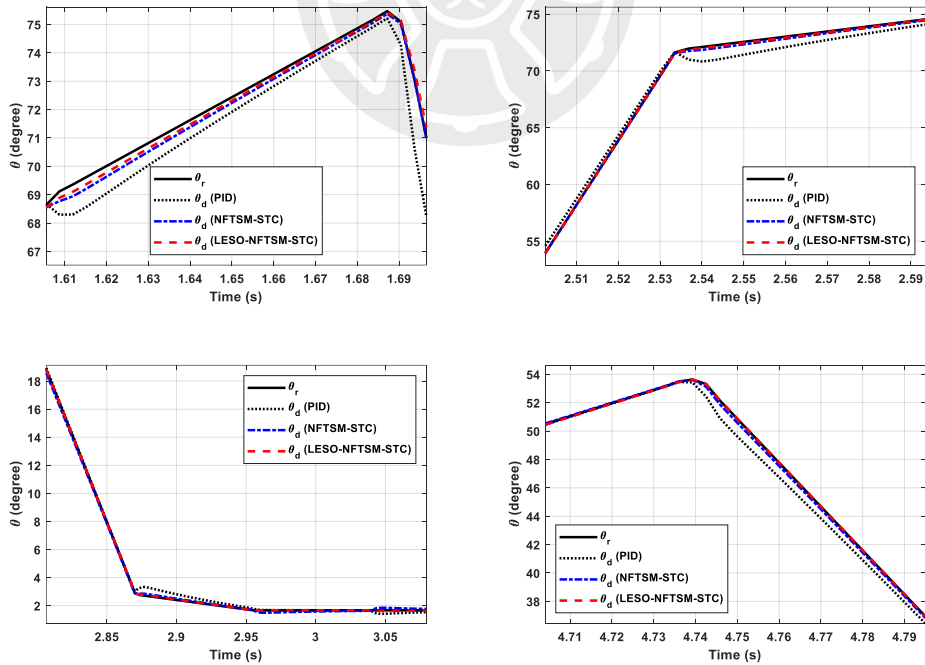 75
74
73
72
71
70
69
68
67
θ (degree)
θr
θd (PID)
θd (NFTSM-STC)
θd (LESO-NFTSM-STC)
1.61 1.62 1.63 1.64 1.65 1.66 1.67 1.68 1.69
Time (s)
75
70
65
60
55
θ (degree)
θr
θd (PID)
θd (NFTSM-STC)
θd (LESO-NFTSM-STC)
2.51 2.52 2.53 2.54 2.55 2.56 2.57 2.58 2.59
Time (s)
18
16
14
12
10
8
6
4
2
θ (degree)
θr
θd (PID)
θd (NFTSM-STC)
θd (LESO-NFTSM-STC)
2.85 2.9 2.95 3 3.05
Time (s)
54
52
50
48
46
44
42
40
38
θ (degree)
θr
θd (PID)
θd (NFTSM-STC)
θd (LESO-NFTSM-STC)
4.71 4.72 4.73 4.74 4.75 4.76 4.77 4.78 4.79
Time (s)